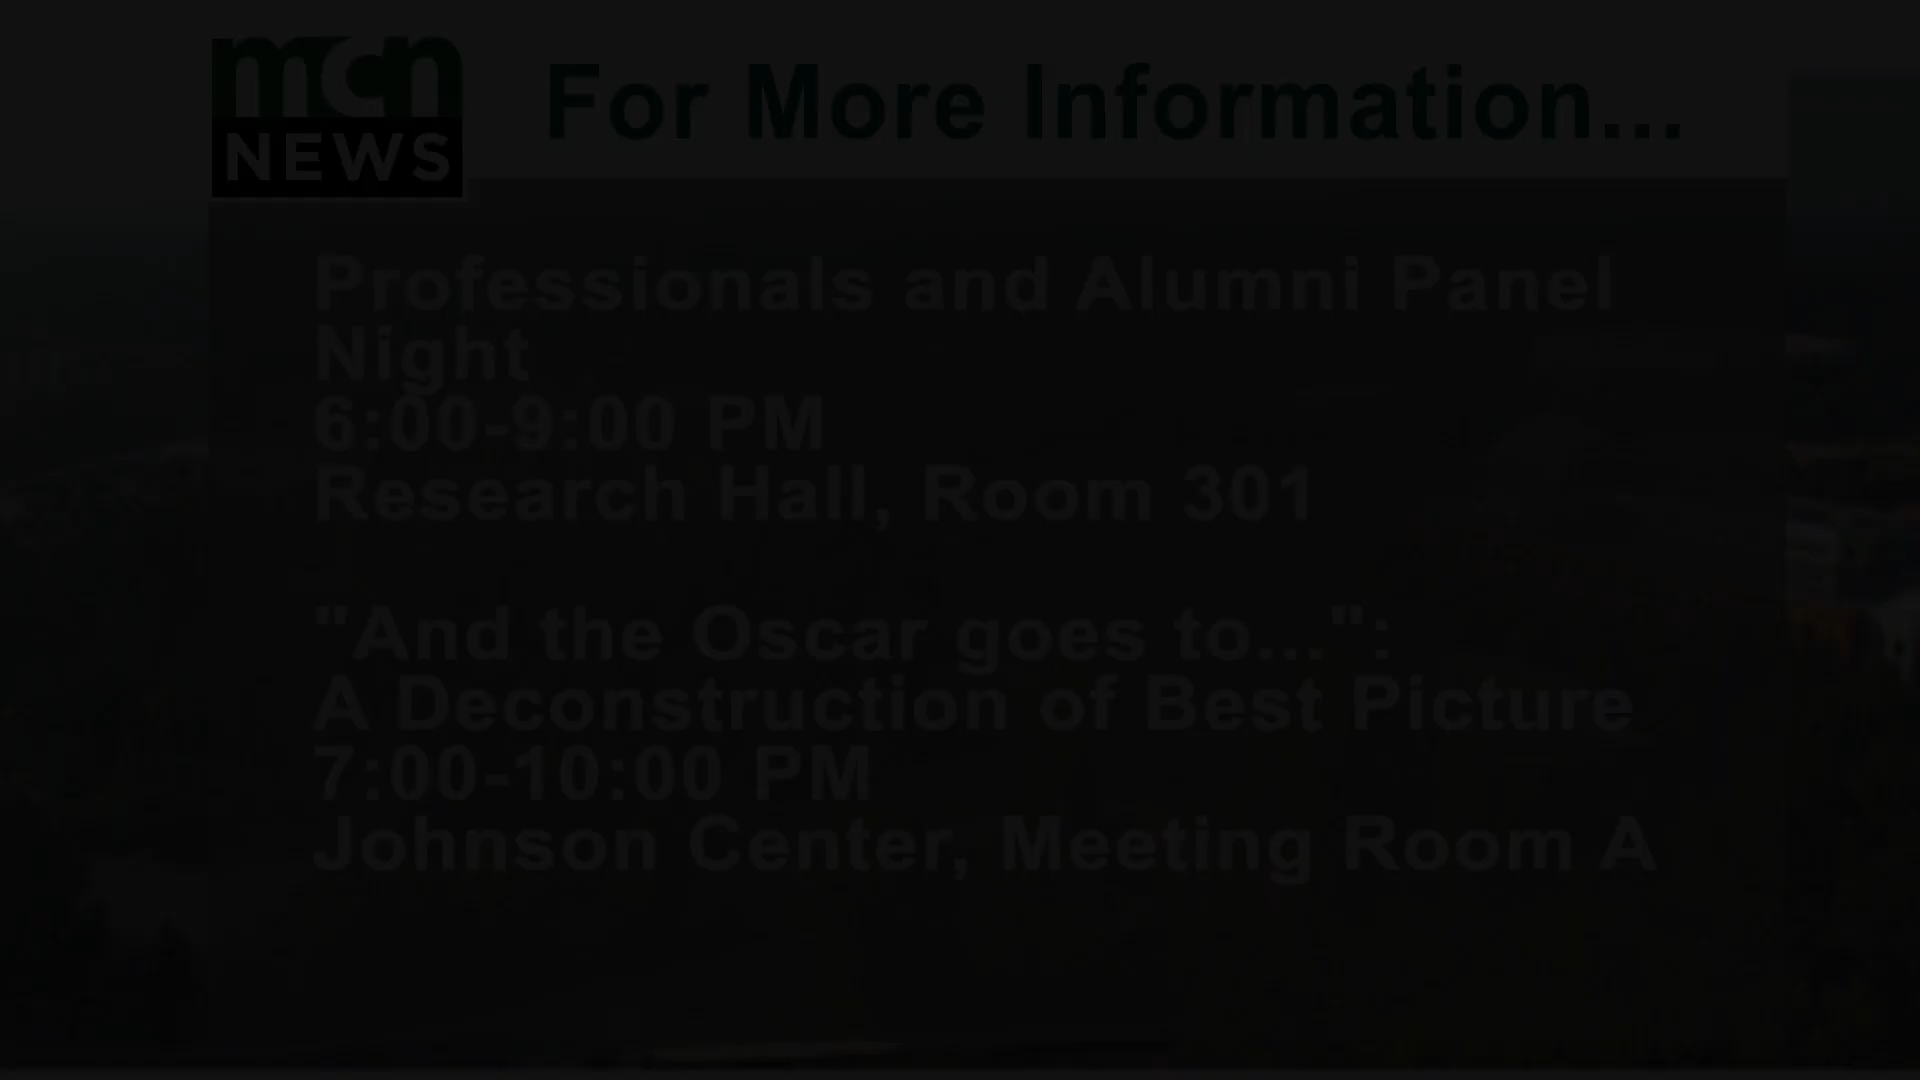 mcn
NEWS
For More Information...
Professionals and Alumni Panel
Night
6:00-9:00 PM
Research Hall, Room 301
"And the Oscar goes to...":
A Deconstruction of Best Picture
7:00-10:00 PM
Johnson Center, Meeting Room A